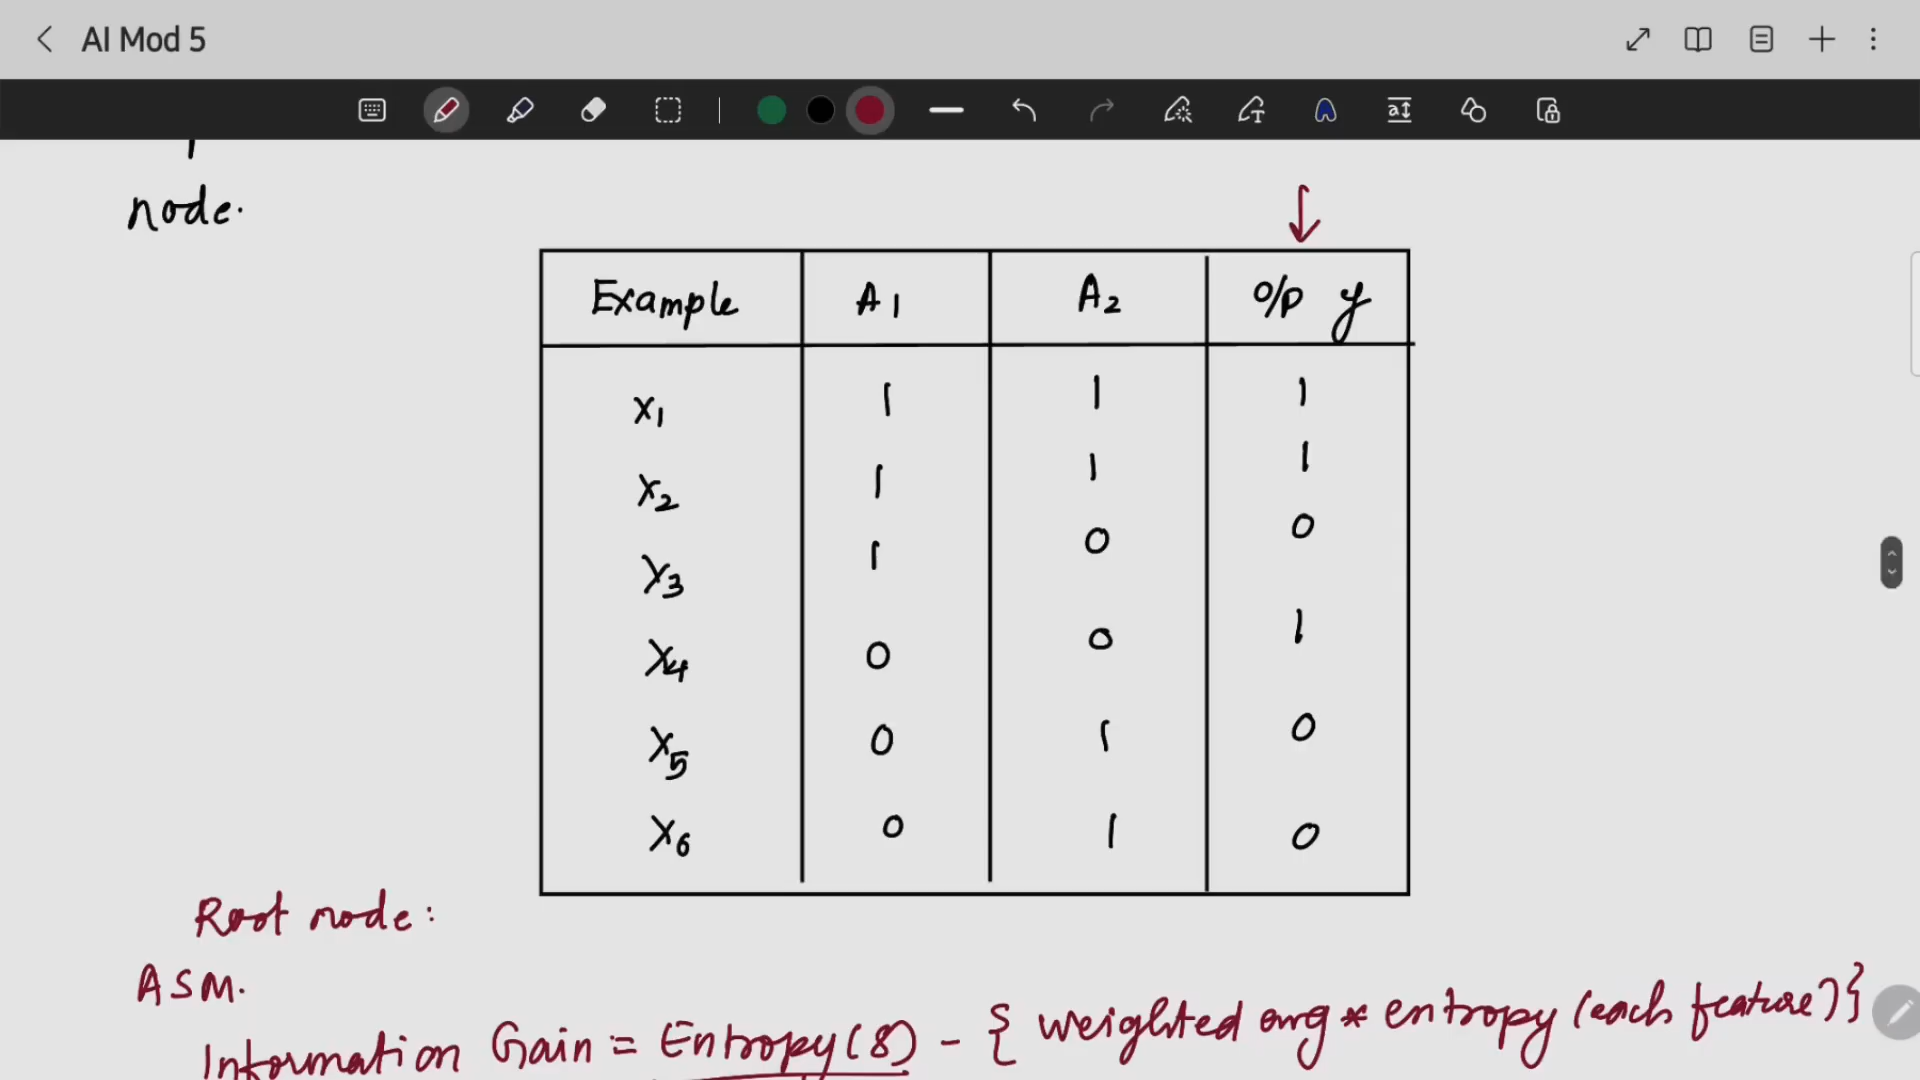 AI Mod 5
node.
Example A1 A2 O/P y
X1 1 1 1
X2 1 1 1
X3 1 0 0
X4 0 0 1
X5 0 1 0
X6 0 1 0
Root node:
ASM.
Information Gain = Entropy(S) - { weighted avg * entropy (each feature)}